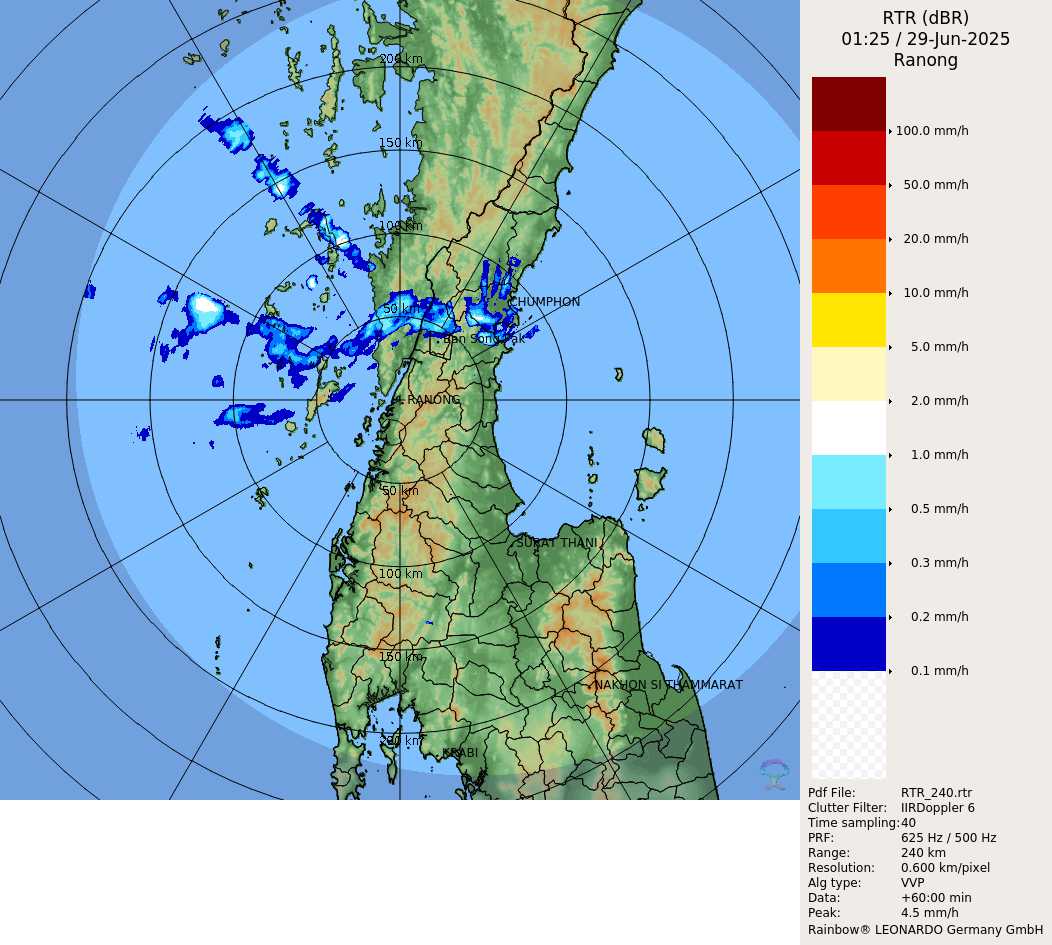 RTR (dBR)
01:25 / 29-Jun-2025
Ranong
100.0 mm/h
50.0 mm/h
20.0 mm/h
10.0 mm/h
5.0 mm/h
2.0 mm/h
1.0 mm/h
0.5 mm/h
0.3 mm/h
0.2 mm/h
0.1 mm/h
Pdf File: RTR_240.rtr
Clutter Filter: IIRDoppler 6
Time sampling:40
PRF: 625 Hz / 500 Hz
Range: 240 km
Resolution: 0.600 km/pixel
Alg type: VVP
Data: +60:00 min
Peak: 4.5 mm/h
Rainbow® LEONARDO Germany GmbH
200 km
150 km
100 km
50 km
CHUMPHON
Ban Song Pak
RANONG
50 km
SURAT THANI
100 km
150 km
NAKHON SI THAMMARAT
200 km
KRABI